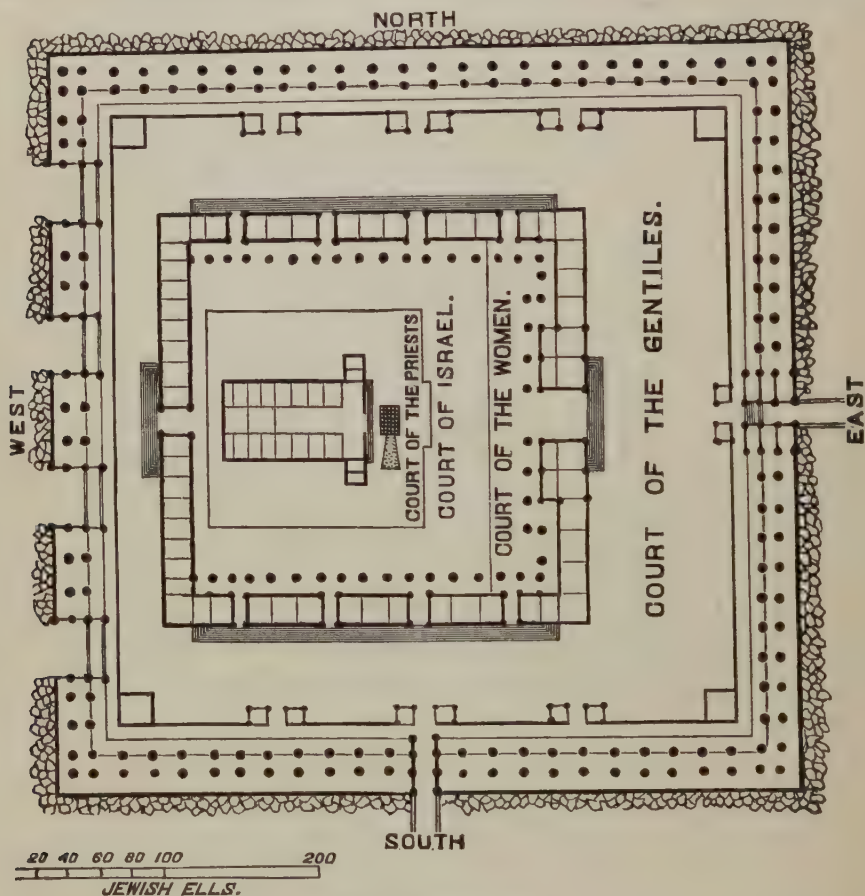 NORTH
WEST
COURT OF THE PRIESTS
COURT OF ISRAEL.
COURT OF THE WOMEN.
COURT OF THE GENTILES.
EAST
SOUTH
20 40 60 80 100 200
JEWISH ELLS.